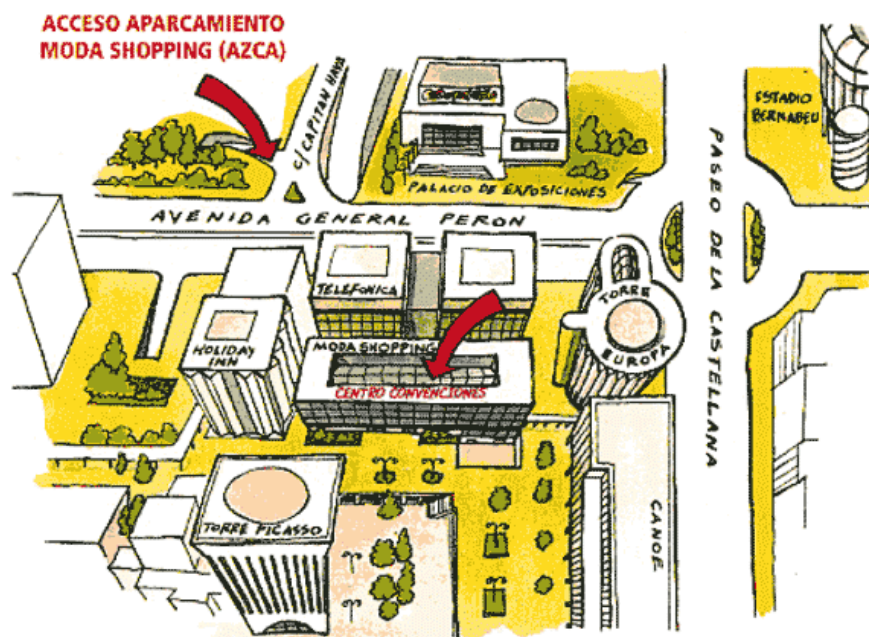 ACCESO APARCAMIENTO
MODA SHOPPING (AZCA)
C/ CAPITAN HAYA
ESTADIO
BERNABEU
PALACIO DE EXPOSICIONES
AVENIDA GENERAL PERON
PASEO DE LA CASTELLANA
TELEFONICA
TORRE
EUROPA
HOLIDAY
INN
MODA SHOPPING
CENTRO CONVENCIONES
CANOE
TORRE PICASSO